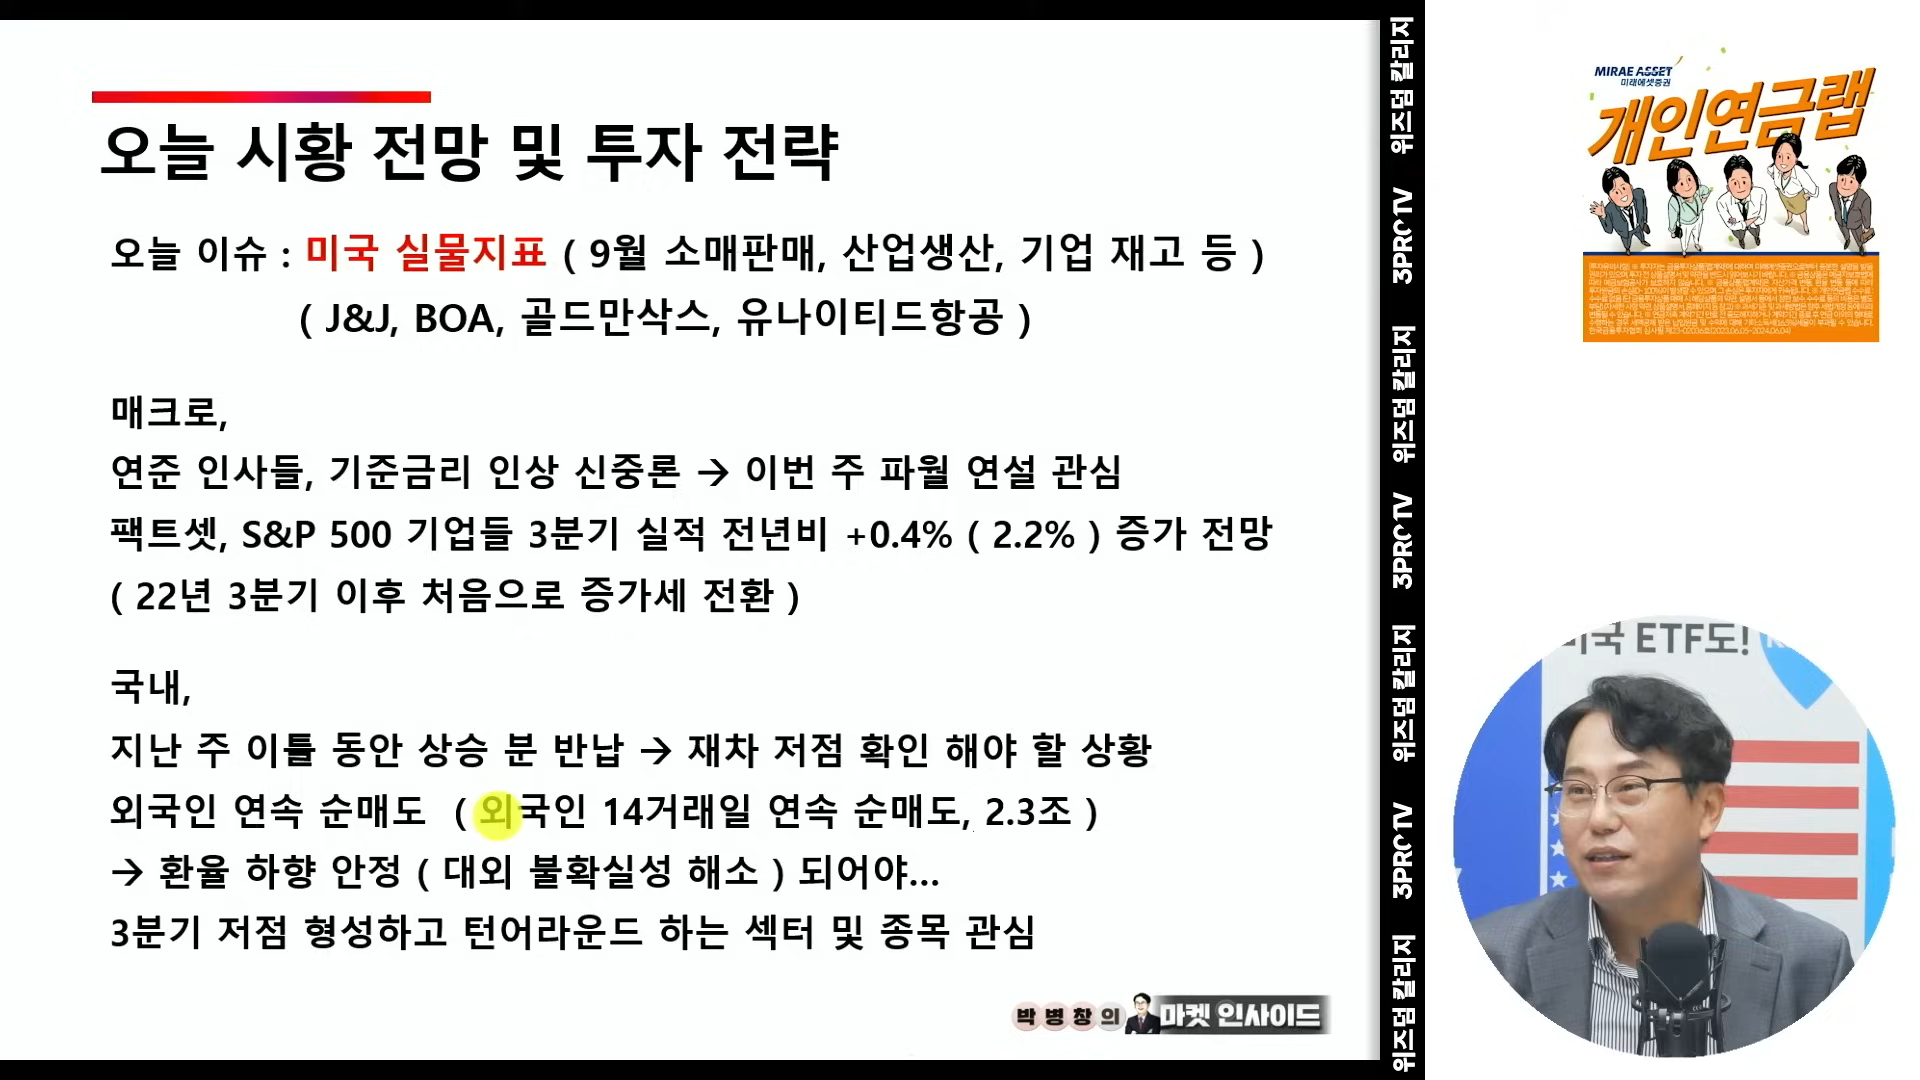 오늘 시황 전망 및 투자 전략
오늘 이슈 : 미국 실물지표 ( 9월 소매판매, 산업생산, 기업 재고 등 )
( J&J, BOA, 골드만삭스, 유나이티드항공 )
매크로,
연준 인사들, 기준금리 인상 신중론 → 이번 주 파월 연설 관심
팩트셋, S&P 500 기업들 3분기 실적 전년비 +0.4% ( 2.2% ) 증가 전망
( 22년 3분기 이후 처음으로 증가세 전환 )
국내,
지난 주 이틀 동안 상승 분 반납 → 재차 저점 확인 해야 할 상황
외국인 연속 순매도 ( 외국인 14거래일 연속 순매도, 2.3조 )
→ 환율 하향 안정 ( 대외 불확실성 해소 ) 되어야...
3분기 저점 형성하고 턴어라운드 하는 섹터 및 종목 관심
박병창의 마켓 인사이드
위즈덤 칼리지
3PROTV
위즈덤 칼리지
3PROTV
위즈덤 칼리지
3PROTV
위즈덤 칼리지
MIRAE ASSET
미래에셋증권
개인연금랩
미국 ETF도!